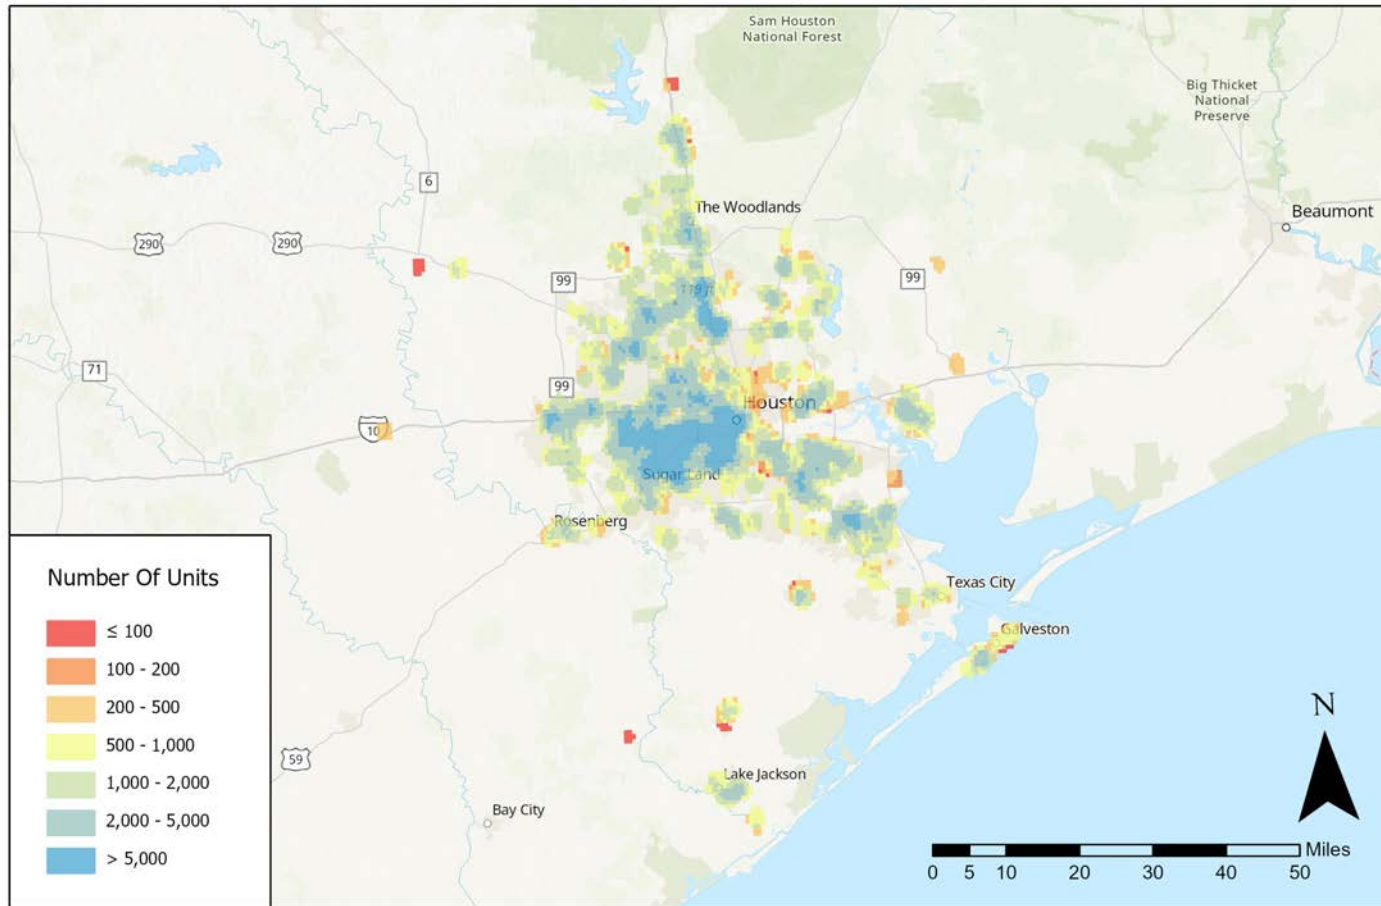 Sam Houston
National Forest
Big Thicket
National
Preserve
6
The Woodlands
Beaumont
290
290
99
99
71
99
Houston
10
Sugar Land
Rosenberg
Texas City
Galveston
59
Lake Jackson
Bay City
Number Of Units
≤ 100
100 - 200
200 - 500
500 - 1,000
1,000 - 2,000
2,000 - 5,000
> 5,000
N
Miles
0 5 10 20 30 40 50